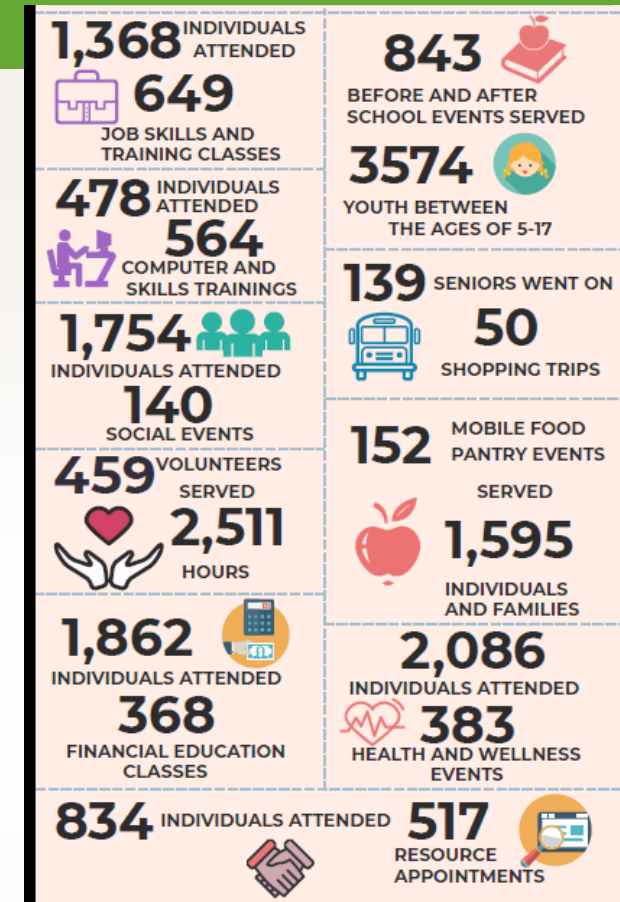 1,368 INDIVIDUALS
ATTENDED
649
JOB SKILLS AND
TRAINING CLASSES
478 INDIVIDUALS
ATTENDED
564
COMPUTER AND
SKILLS TRAININGS
1,754
INDIVIDUALS ATTENDED
140
SOCIAL EVENTS
459 VOLUNTEERS
SERVED
2,511
HOURS
1,862
INDIVIDUALS ATTENDED
368
FINANCIAL EDUCATION
CLASSES
843
BEFORE AND AFTER
SCHOOL EVENTS SERVED
3574
YOUTH BETWEEN
THE AGES OF 5-17
139 SENIORS WENT ON
50
SHOPPING TRIPS
152 MOBILE FOOD
PANTRY EVENTS
SERVED
1,595
INDIVIDUALS
AND FAMILIES
2,086
INDIVIDUALS ATTENDED
383
HEALTH AND WELLNESS
EVENTS
834 INDIVIDUALS ATTENDED 517
RESOURCE
APPOINTMENTS